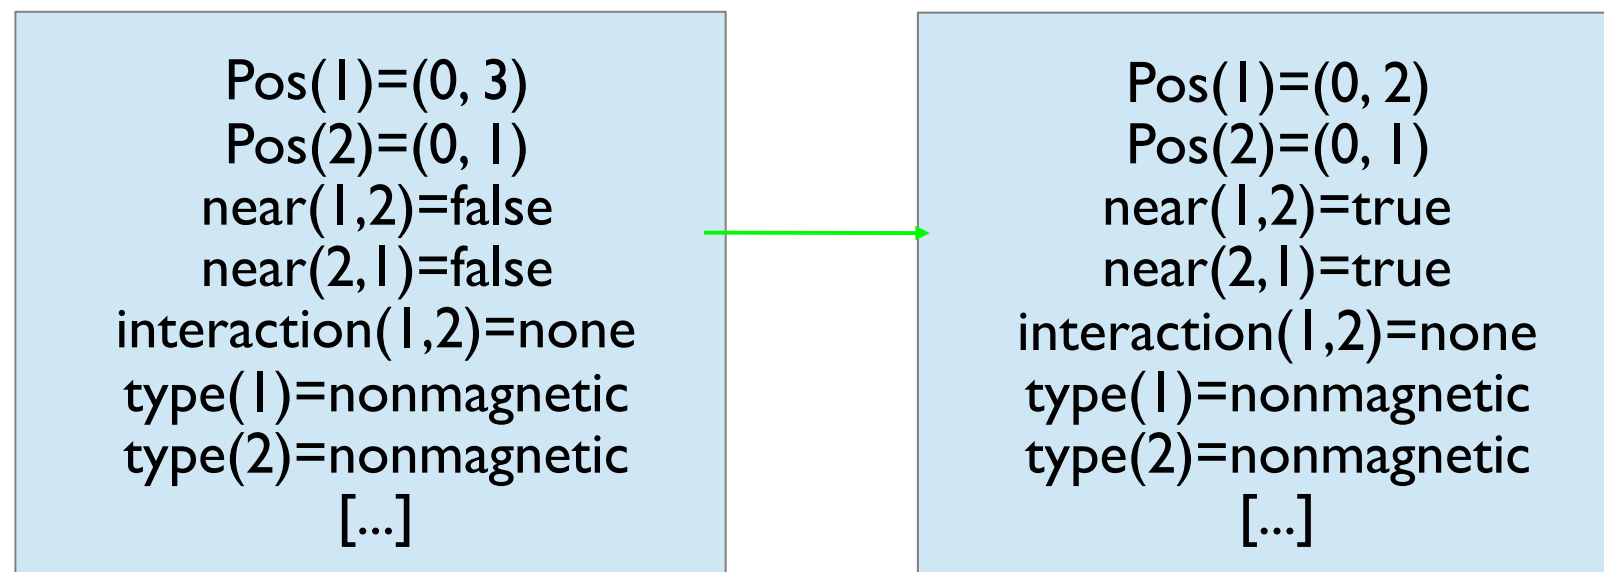 Pos(1)=(0, 3)
Pos(2)=(0, 1)
near(1,2)=false
near(2,1)=false
interaction(1,2)=none
type(1)=nonmagnetic
type(2)=nonmagnetic
[...]
Pos(1)=(0, 2)
Pos(2)=(0, 1)
near(1,2)=true
near(2,1)=true
interaction(1,2)=none
type(1)=nonmagnetic
type(2)=nonmagnetic
[...]